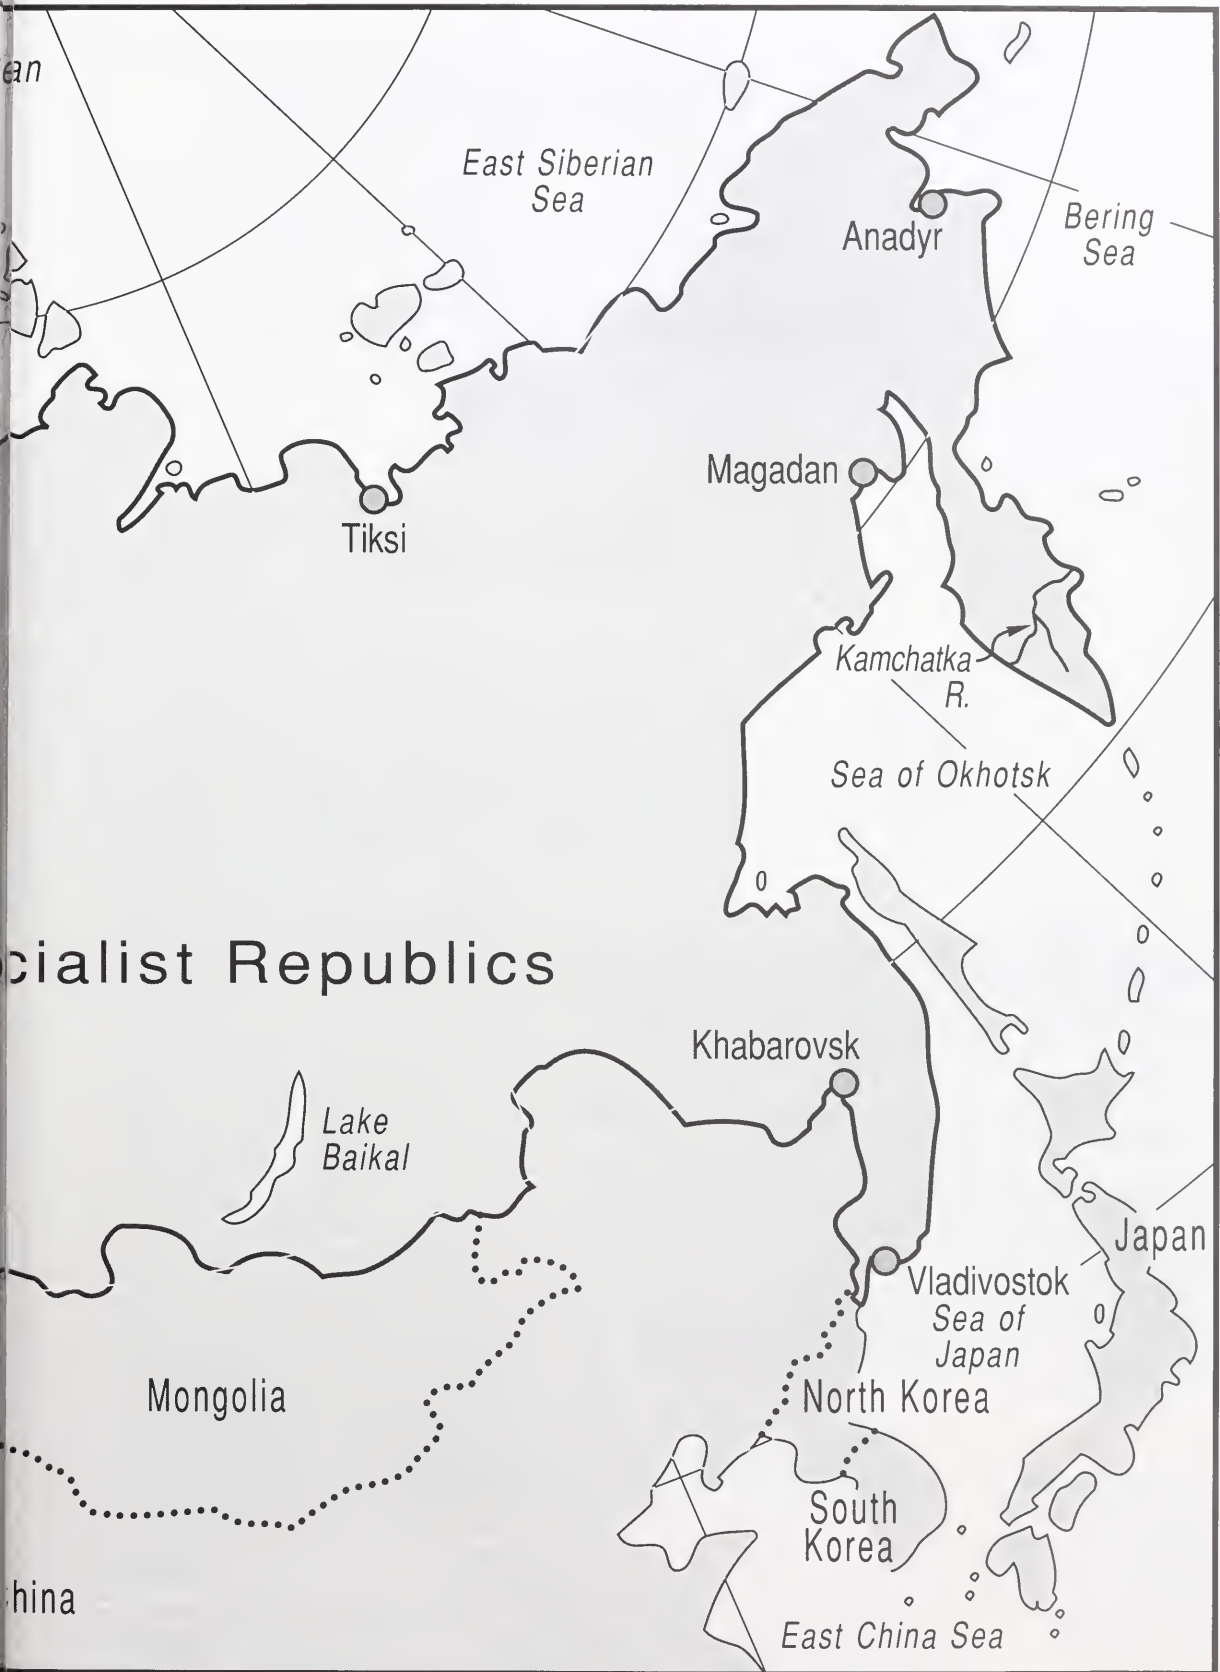 ean
East Siberian
Sea
Bering
Sea
Anadyr
Magadan
Tiksi
Kamchatka
R.
Sea of Okhotsk
cialist Republics
Khabarovsk
Lake
Baikal
Japan
Vladivostok
Sea of
Japan
Mongolia
North Korea
South
Korea
hina
East China Sea